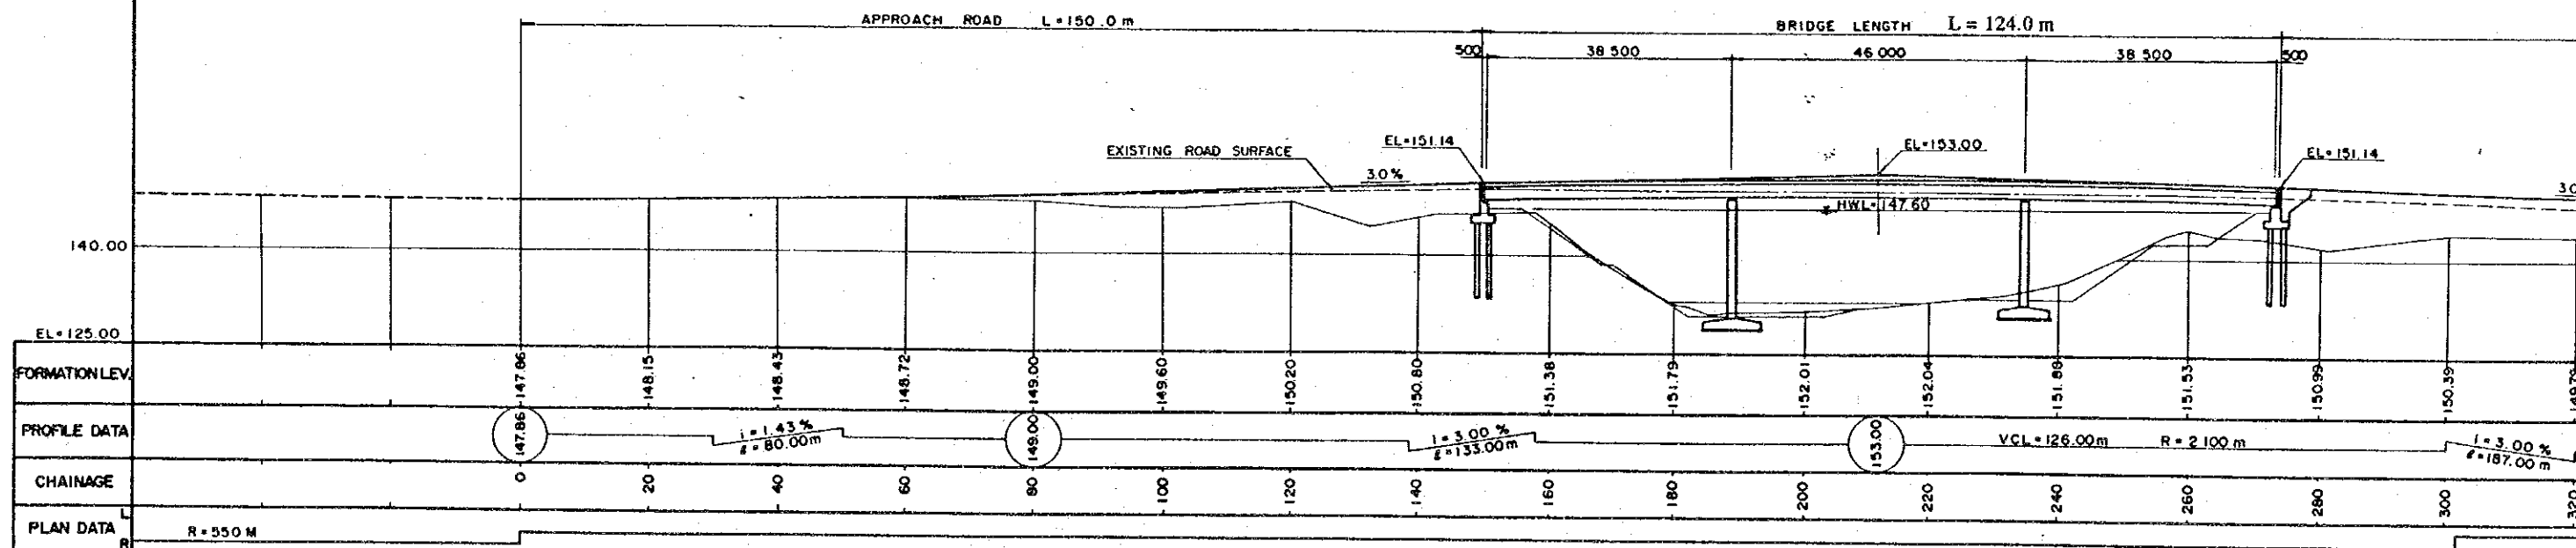 APPROACH ROAD L=150.0 m
BRIDGE LENGTH L = 124.0 m
500 38 500 46 000 38 500 500
EXISTING ROAD SURFACE
EL=151.14
3.0%
EL=153.00
EL=151.14
HWL=147.60
140.00
EL=125.00
FORMATION LEV. 147.86 148.15 148.43 148.72 149.00 149.60 150.20 150.80 151.38 151.79 152.01 152.04 151.88 151.53 150.99 150.39 149.79
PROFILE DATA 147.86 i = 1.43 % ℓ = 80.00m 149.00 i = 3.00 % ℓ = 133.00m 153.00 VCL = 126.00m R = 2 100 m i = 3.00 % ℓ = 187.00 m
CHAINAGE 0 20 40 60 80 100 120 140 160 180 200 220 240 260 280 300 320
PLAN DATA L R R = 550 M